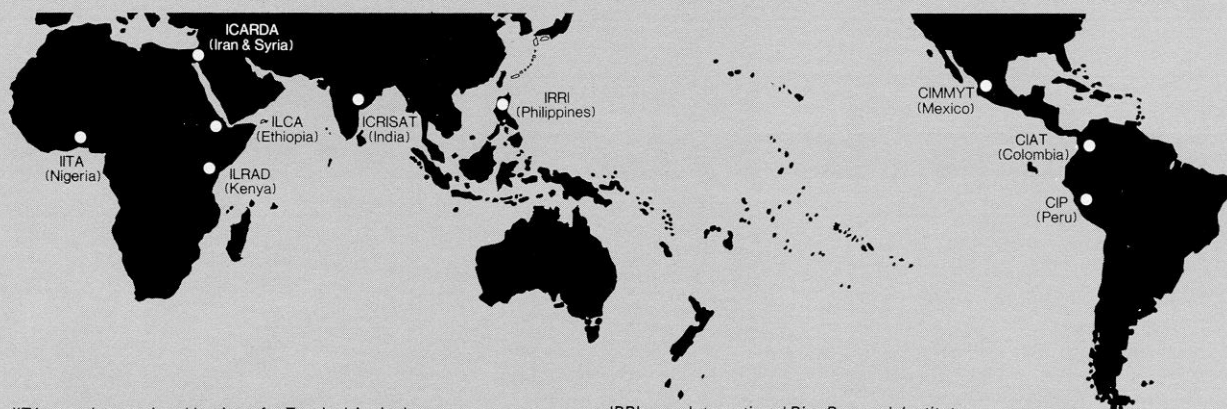 ICARDA
(Iran & Syria)
ILCA
(Ethiopia)
IITA
(Nigeria)
ILRAD
(Kenya)
ICRISAT
(India)
IRRI
(Philippines)
CIMMYT
(Mexico)
CIAT
(Colombia)
CIP
(Peru)